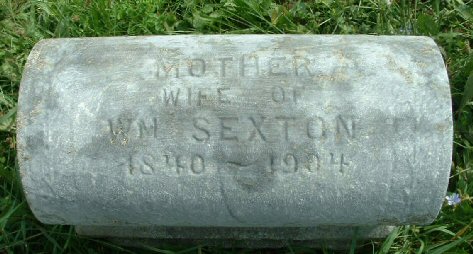 MOTHER
WIFE OF
WM SEXTON
1840 ~ 1904